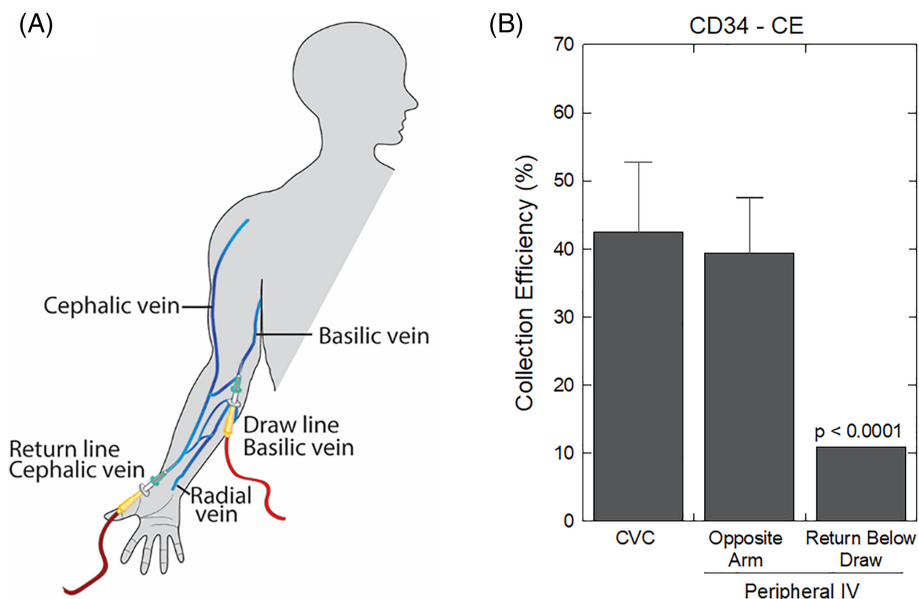 (A)
Cephalic vein
Basilic vein
Draw line
Basilic vein
Return line
Cephalic vein
Radial
vein
(B)
CD34 - CE
Collection Efficiency (%)
70
60
50
40
30
20
10
0
p < 0.0001
CVC
Opposite
Arm
Return Below
Draw
Peripheral IV